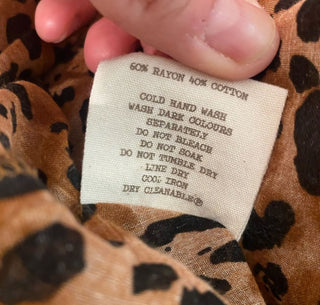 60% RAYON 40% COTTON
COLD HAND WASH
WASH DARK COLOURS
SEPARATELY
DO NOT BLEACH
DO NOT SOAK
DO NOT TUMBLE DRY
LINE DRY
COOL IRON
DRY CLEANABLE®